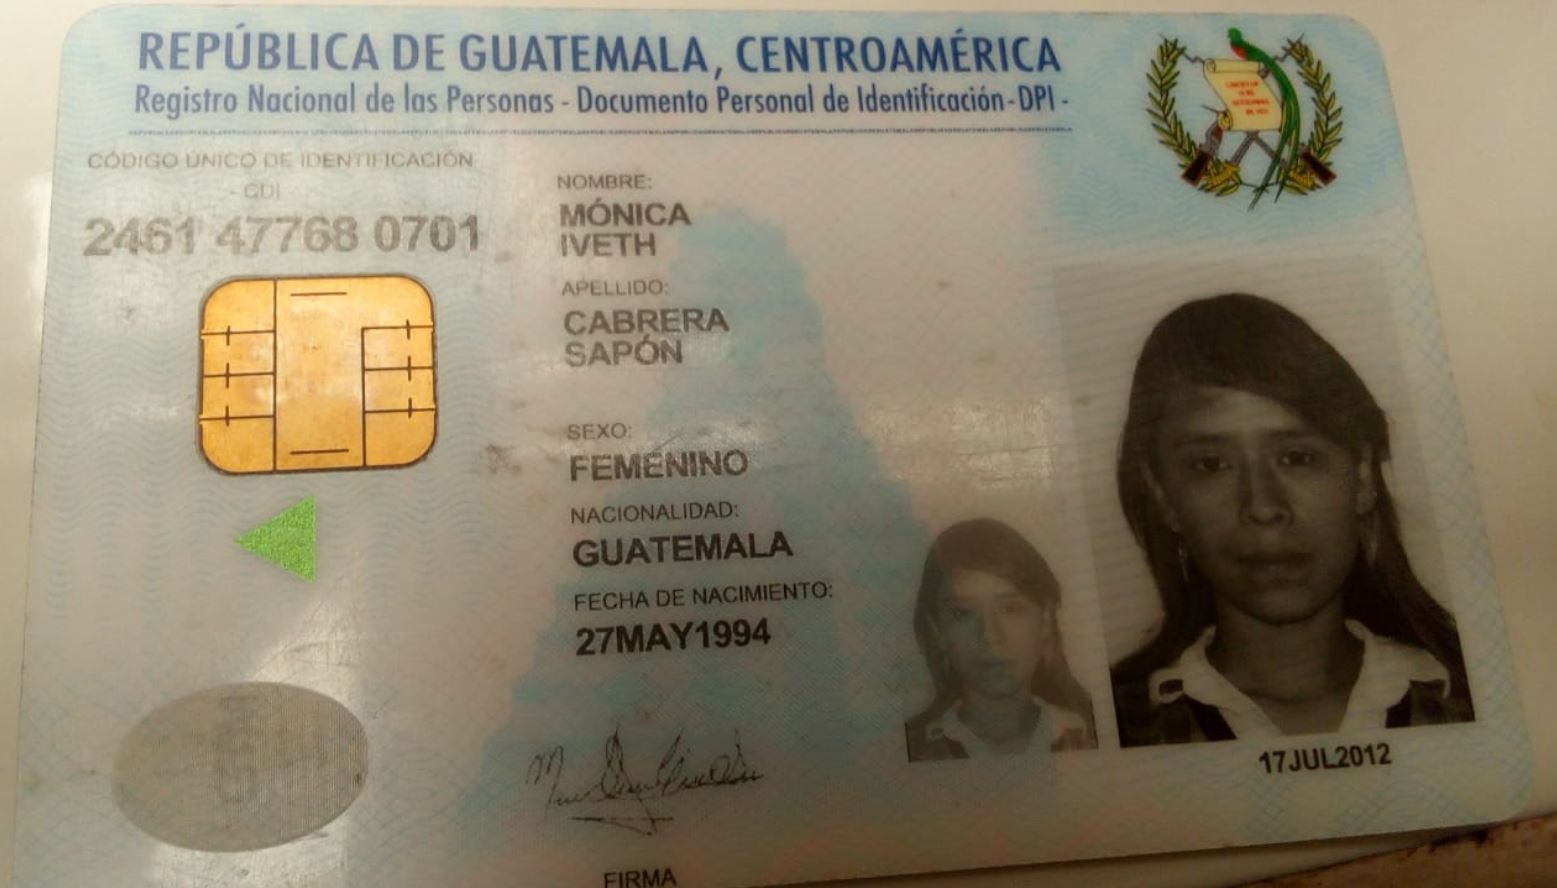 REPÚBLICA DE GUATEMALA, CENTROAMÉRICA
Registro Nacional de las Personas - Documento Personal de Identificación-DPI -
CÓDIGO ÚNICO DE IDENTIFICACIÓN
- CUI
2461 47768 0701
NOMBRE:
MÓNICA
IVETH
APELLIDO:
CABRERA
SAPÓN
SEXO:
FEMENINO
NACIONALIDAD:
GUATEMALA
FECHA DE NACIMIENTO:
27MAY1994
17JUL2012
FIRMA